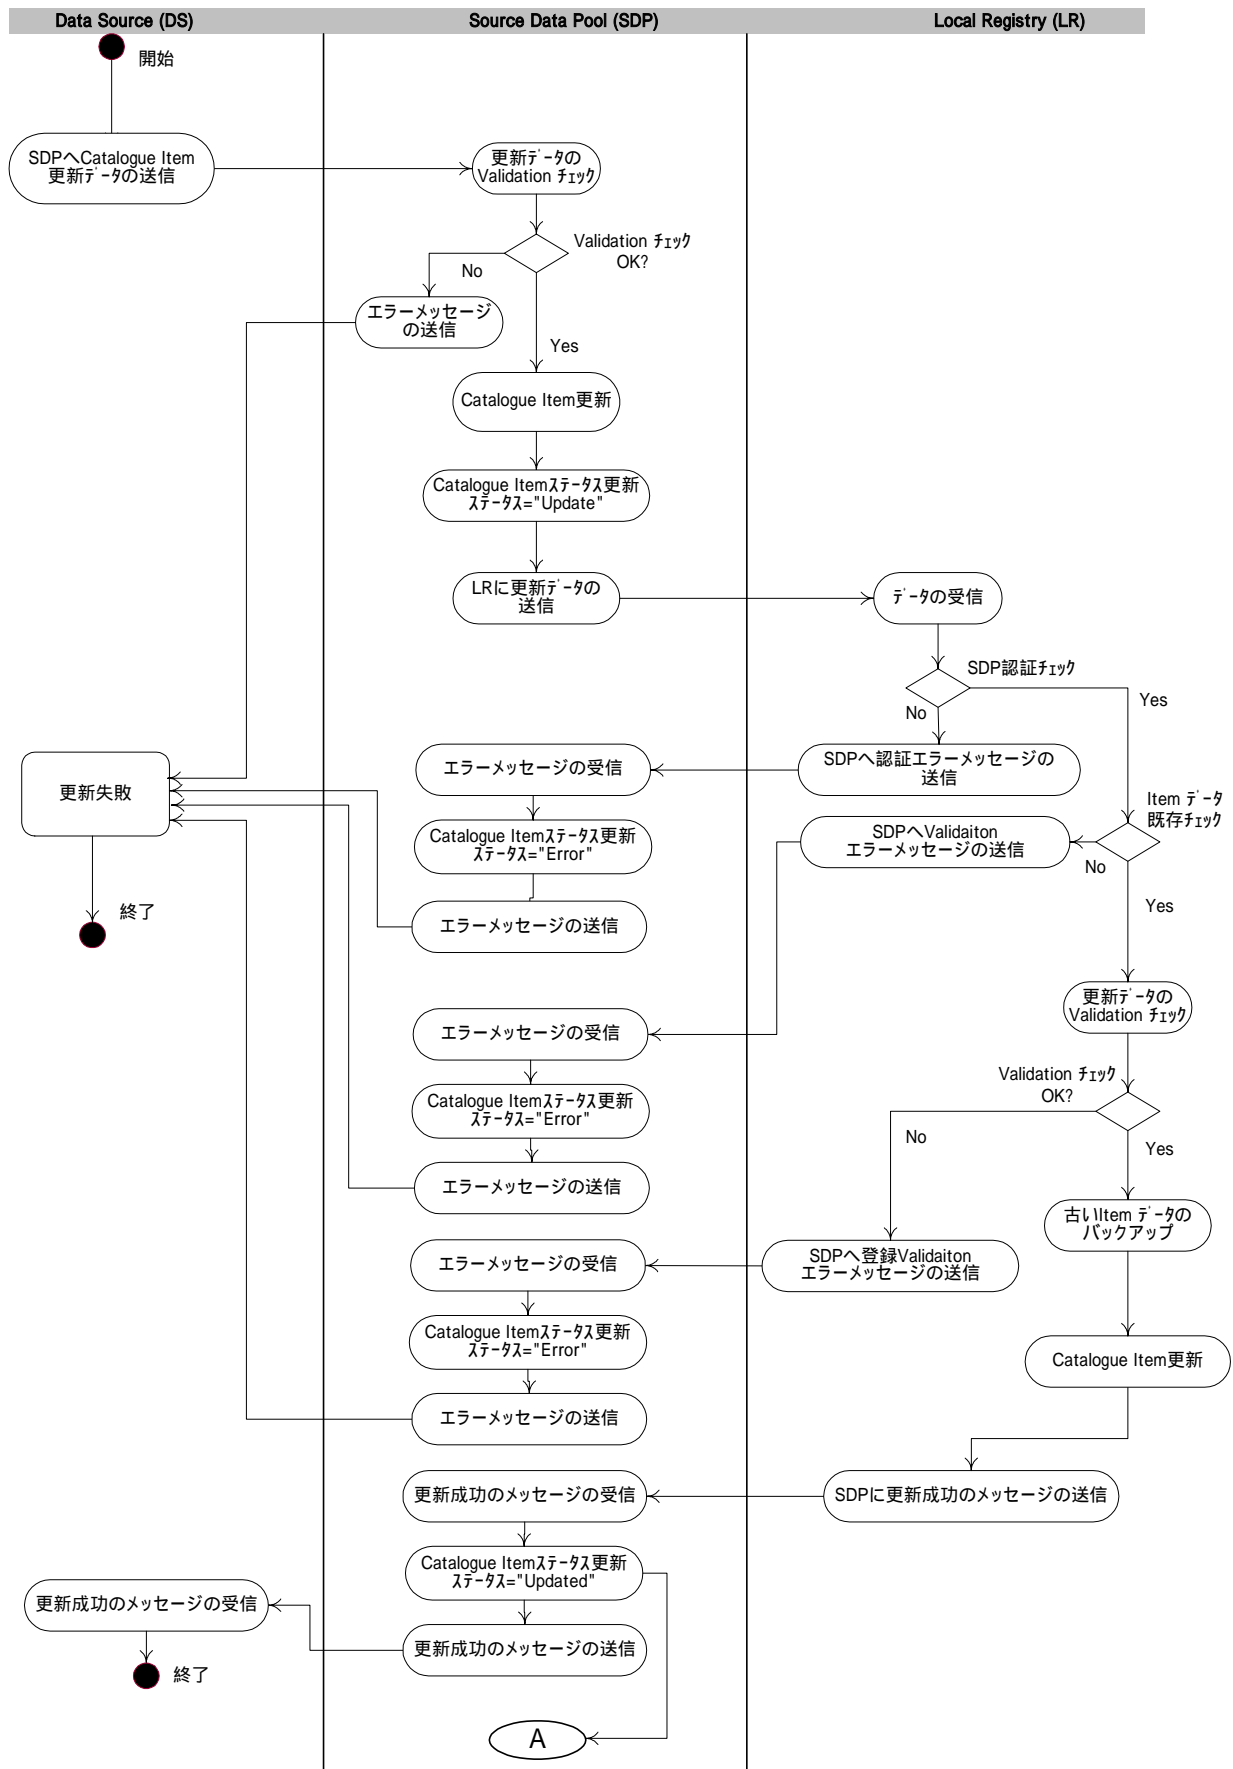 Data Source (DS)
Source Data Pool (SDP)
Local Registry (LR)
開始
SDPへCatalogue Item
更新ﾃﾞｰﾀの送信
更新ﾃﾞｰﾀの
Validation ﾁｪｯｸ
Validation ﾁｪｯｸ
OK?
No
エラーメッセージ
の送信
Yes
Catalogue Item更新
Catalogue Itemｽﾃｰﾀｽ更新
ｽﾃｰﾀｽ="Update"
LRに更新ﾃﾞｰﾀの
送信
ﾃﾞｰﾀの受信
SDP認証ﾁｪｯｸ
Yes
No
SDPへ認証エラーメッセージの
送信
エラーメッセージの受信
更新失敗
Item ﾃﾞｰﾀ
既存ﾁｪｯｸ
Catalogue Itemｽﾃｰﾀｽ更新
ｽﾃｰﾀｽ="Error"
SDPへValidaiton
エラーメッセージの送信
No
Yes
終了
エラーメッセージの送信
更新ﾃﾞｰﾀの
Validation ﾁｪｯｸ
エラーメッセージの受信
Validation ﾁｪｯｸ
OK?
Catalogue Itemｽﾃｰﾀｽ更新
ｽﾃｰﾀｽ="Error"
No
Yes
エラーメッセージの送信
古いItem ﾃﾞｰﾀの
バックアップ
エラーメッセージの受信
SDPへ登録Validaiton
エラーメッセージの送信
Catalogue Itemｽﾃｰﾀｽ更新
ｽﾃｰﾀｽ="Error"
Catalogue Item更新
エラーメッセージの送信
更新成功のメッセージの受信
SDPに更新成功のメッセージの送信
Catalogue Itemｽﾃｰﾀｽ更新
ｽﾃｰﾀｽ="Updated"
更新成功のメッセージの受信
更新成功のメッセージの送信
終了
A